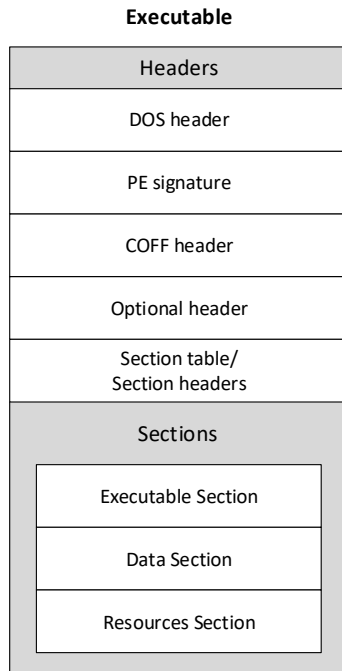 Executable
Headers
DOS header
PE signature
COFF header
Optional header
Section table/
Section headers
Sections
Executable Section
Data Section
Resources Section